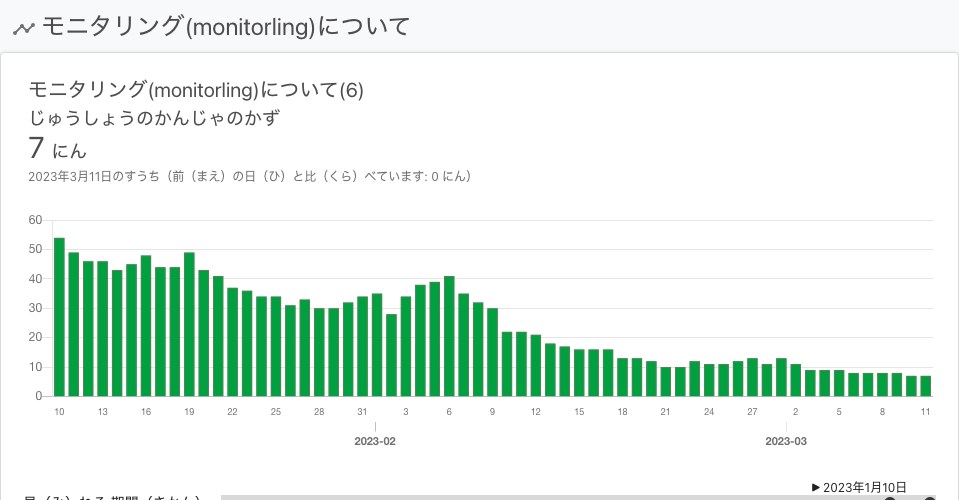 モニタリング(monitorling)について
モニタリング(monitorling)について(6)
じゅうしょうのかんじゃのかず
7 にん
2023年3月11日のすうち（前（まえ）の日（ひ）と比（くら）べています: 0 にん）
60
50
40
30
20
10
0
10 13 16 19 22 25 28 31 3 6 9 12 15 18 21 24 27 2 5 8 11
2023-02 2023-03
▶ 2023年1月10日